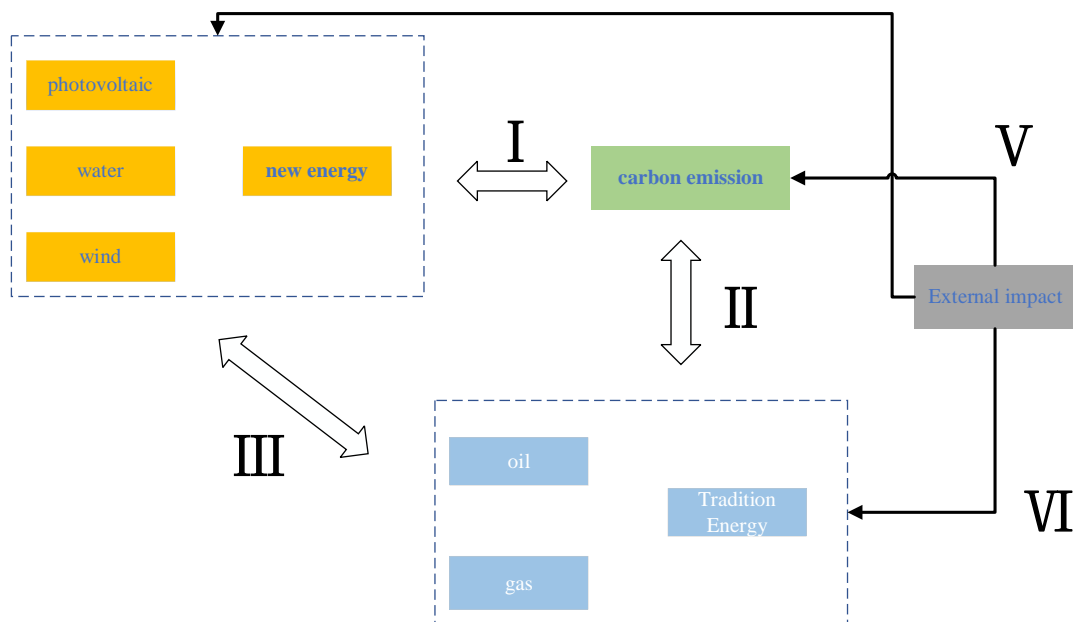 photovoltaic
water
wind
new energy
I
carbon emission
II
III
V
External impact
oil
gas
Tradition
Energy
VI